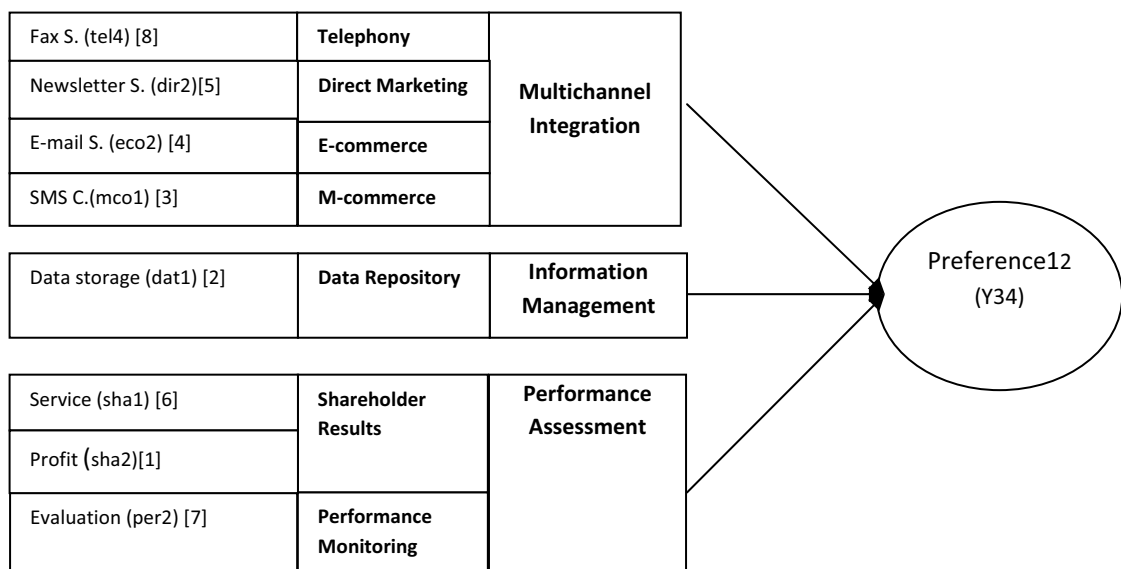 Fax S. (tel4) [8]
Telephony
Multichannel
Integration
Newsletter S. (dir2)[5]
Direct Marketing
E-mail S. (eco2) [4]
E-commerce
SMS C.(mco1) [3]
M-commerce
Data storage (dat1) [2]
Data Repository
Information
Management
Service (sha1) [6]
Shareholder
Results
Performance
Assessment
Profit (sha2)[1]
Evaluation (per2) [7]
Performance
Monitoring
Preference12
(Y34)